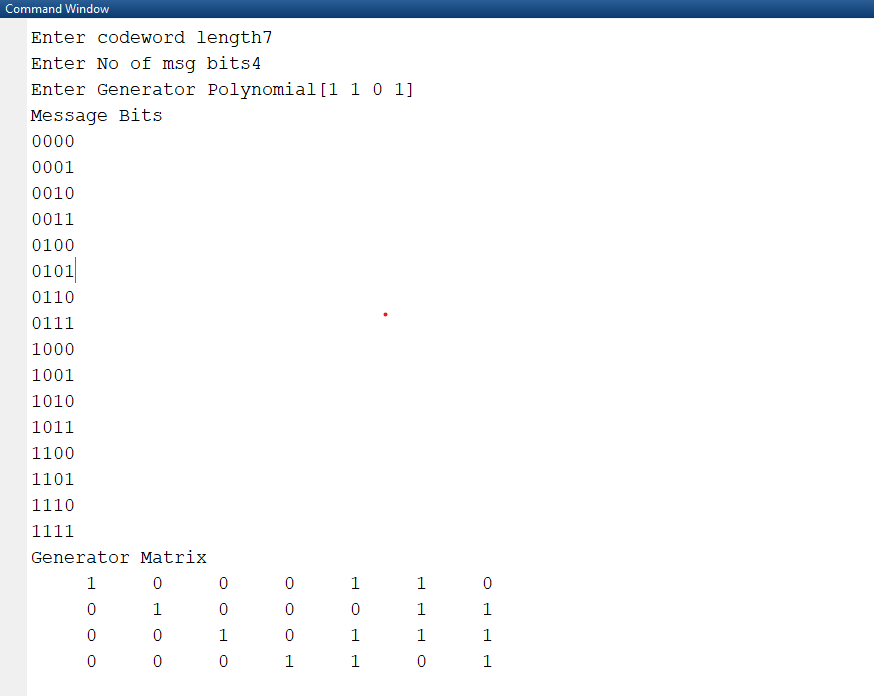 Command Window
Enter codeword length7
Enter No of msg bits4
Enter Generator Polynomial[1 1 0 1]
Message Bits
0000
0001
0010
0011
0100
0101
0110
0111
1000
1001
1010
1011
1100
1101
1110
1111
Generator Matrix
1 0 0 0 1 1 0
0 1 0 0 0 1 1
0 0 1 0 1 1 1
0 0 0 1 1 0 1